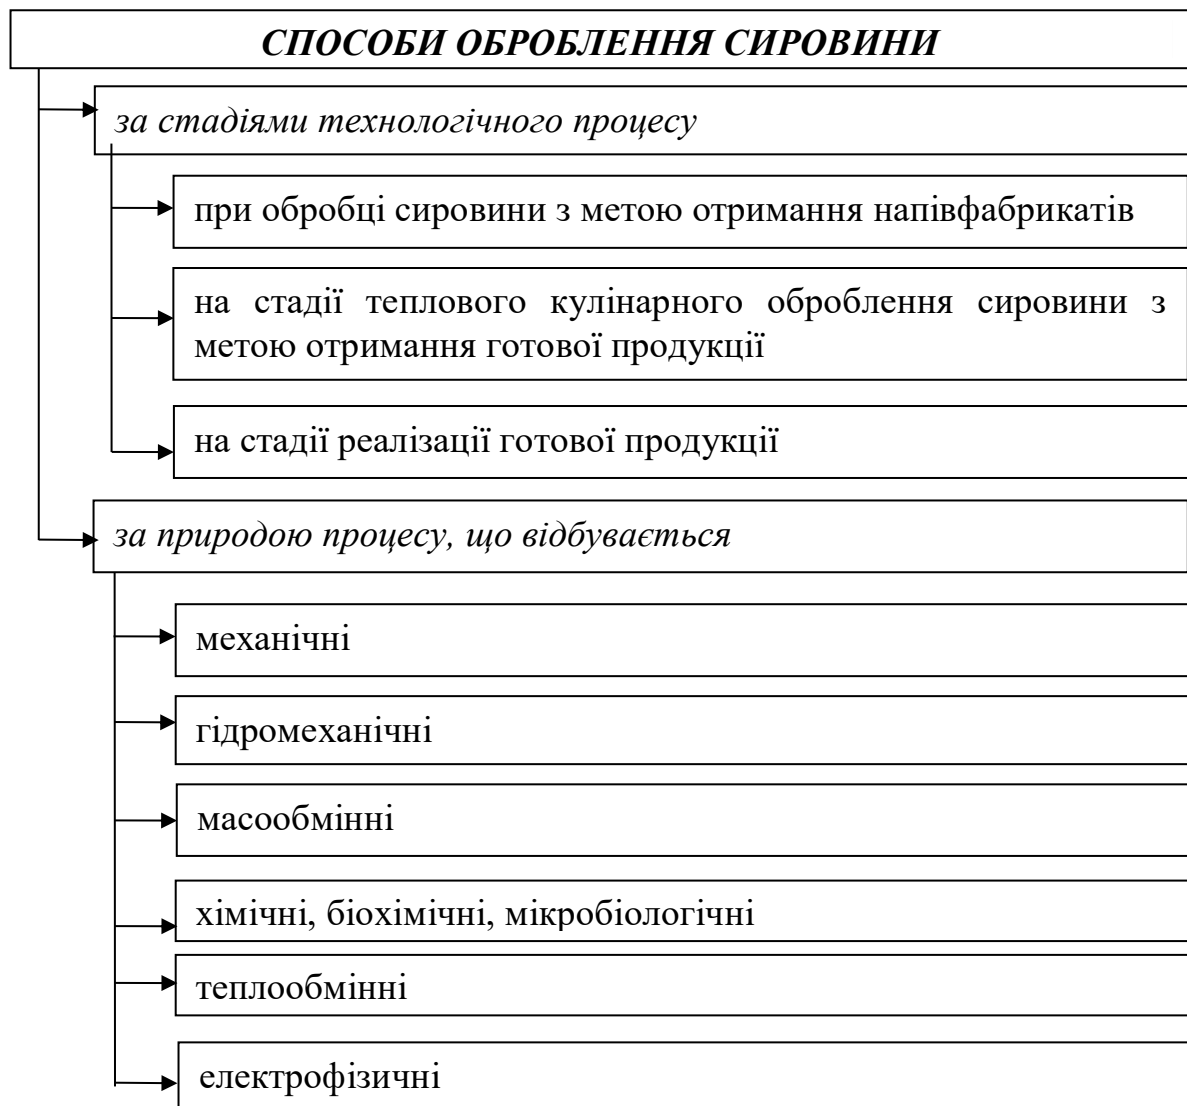 СПОСОБИ ОБРОБЛЕННЯ СИРОВИНИ
за стадіями технологічного процесу
при обробці сировини з метою отримання напівфабрикатів
на стадії теплового кулінарного оброблення сировини з
метою отримання готової продукції
на стадії реалізації готової продукції
за природою процесу, що відбувається
механічні
гідромеханічні
масообмінні
хімічні, біохімічні, мікробіологічні
теплообмінні
електрофізичні